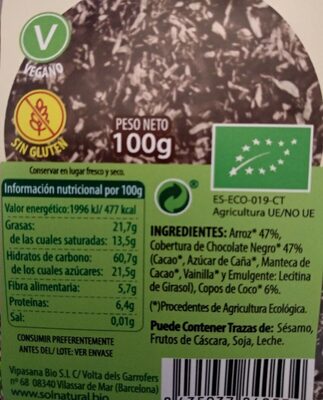 V
VEGANO
SIN GLUTEN
PESO NETO
100g
Conservar en lugar fresco y seco.
Información nutricional por 100g
Valor energético: 1996 kJ/ 477 kcal
Grasas: 21,7g
de las cuales saturadas: 13,5g
Hidratos de carbono: 60,7g
de los cuales azúcares: 21,5g
Fibra alimentaria: 5,7g
Proteínas: 6,4g
Sal: 0,01g
CONSUMIR PREFERENTEMENTE
ANTES DEL/ LOTE: VER ENVASE
Vipasana Bio S.L C/ Volta dels Garrofers
nº 68 08340 Vilassar de Mar (Barcelona)
www.solnatural.bio
ES-ECO-019-CT
Agricultura UE/NO UE
INGREDIENTES: Arroz* 47%,
Cobertura de Chocolate Negro* 47%
(Cacao*, Azúcar de Caña*, Manteca de
Cacao*, Vainilla* y Emulgente: Lecitina
de Girasol), Copos de Coco* 6%.
(*)Procedentes de Agricultura Ecológica.
Puede Contener Trazas de: Sésamo,
Frutos de Cáscara, Soja, Leche.